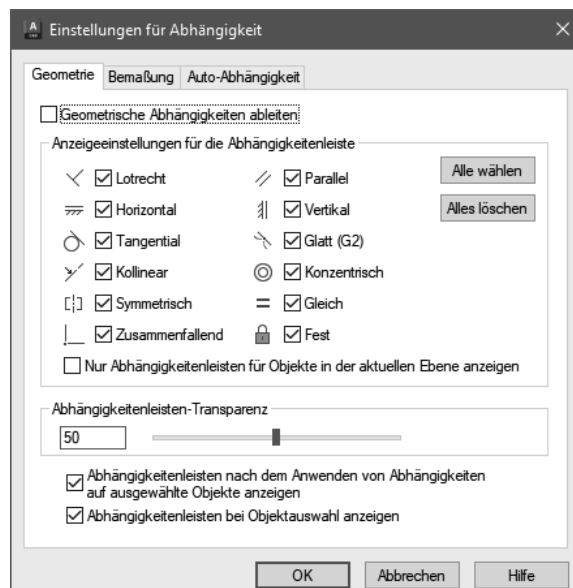 Einstellungen für Abhängigkeit
Geometrie Bemaßung Auto-Abhängigkeit
Geometrische Abhängigkeiten ableiten
Anzeigeeinstellungen für die Abhängigkeitenleiste
Lotrecht Parallel Alle wählen
Horizontal Vertikal Alles löschen
Tangential Glatt (G2)
Kollinear Konzentrisch
Symmetrisch Gleich
Zusammenfallend Fest
Nur Abhängigkeitenleisten für Objekte in der aktuellen Ebene anzeigen
Abhängigkeitenleisten-Transparenz
50
Abhängigkeitenleisten nach dem Anwenden von Abhängigkeiten
auf ausgewählte Objekte anzeigen
Abhängigkeitenleisten bei Objektauswahl anzeigen
OK Abbrechen Hilfe